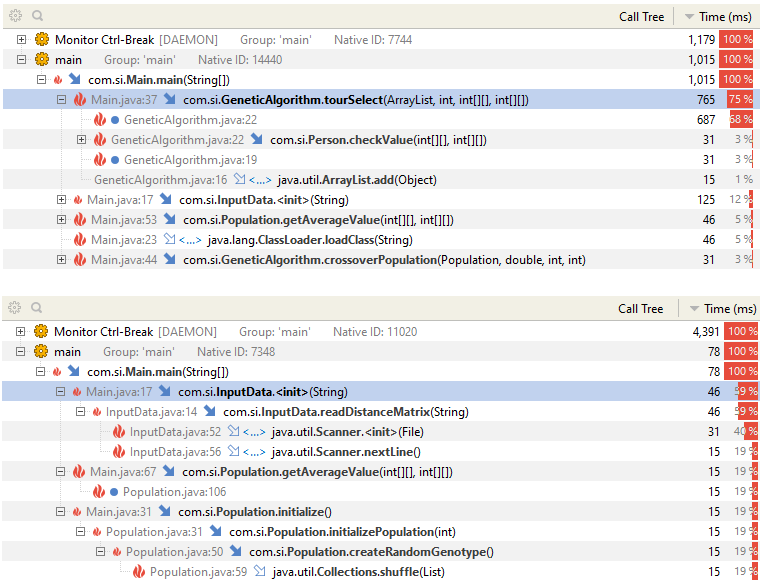 Call Tree Time (ms)
Monitor Ctrl-Break [DAEMON] Group: 'main' Native ID: 7744 1,179 100 %
main Group: 'main' Native ID: 14440 1,015 100 %
com.si.Main.main(String[]) 1,015 100 %
Main.java:37 com.si.GeneticAlgorithm.tourSelect(ArrayList, int, int[][], int[][]) 765 75 %
GeneticAlgorithm.java:22 687 68 %
GeneticAlgorithm.java:22 com.si.Person.checkValue(int[][], int[][]) 31 3 %
GeneticAlgorithm.java:19 31 3 %
GeneticAlgorithm.java:16 <...> java.util.ArrayList.add(Object) 15 1 %
Main.java:17 com.si.InputData.<init>(String) 125 12 %
Main.java:53 com.si.Population.getAverageValue(int[][], int[][]) 46 5 %
Main.java:23 <...> java.lang.ClassLoader.loadClass(String) 46 5 %
Main.java:44 com.si.GeneticAlgorithm.crossoverPopulation(Population, double, int, int) 31 3 %
Call Tree Time (ms)
Monitor Ctrl-Break [DAEMON] Group: 'main' Native ID: 11020 4,391 100 %
main Group: 'main' Native ID: 7348 78 100 %
com.si.Main.main(String[]) 78 100 %
Main.java:17 com.si.InputData.<init>(String) 46 59 %
InputData.java:14 com.si.InputData.readDistanceMatrix(String) 46 59 %
InputData.java:52 <...> java.util.Scanner.<init>(File) 31 40 %
InputData.java:56 <...> java.util.Scanner.nextLine() 15 19 %
Main.java:67 com.si.Population.getAverageValue(int[][], int[][]) 15 19 %
Population.java:106 15 19 %
Main.java:31 com.si.Population.initialize() 15 19 %
Population.java:31 com.si.Population.initializePopulation(int) 15 19 %
Population.java:50 com.si.Population.createRandomGenotype() 15 19 %
Population.java:59 java.util.Collections.shuffle(List) 15 19 %